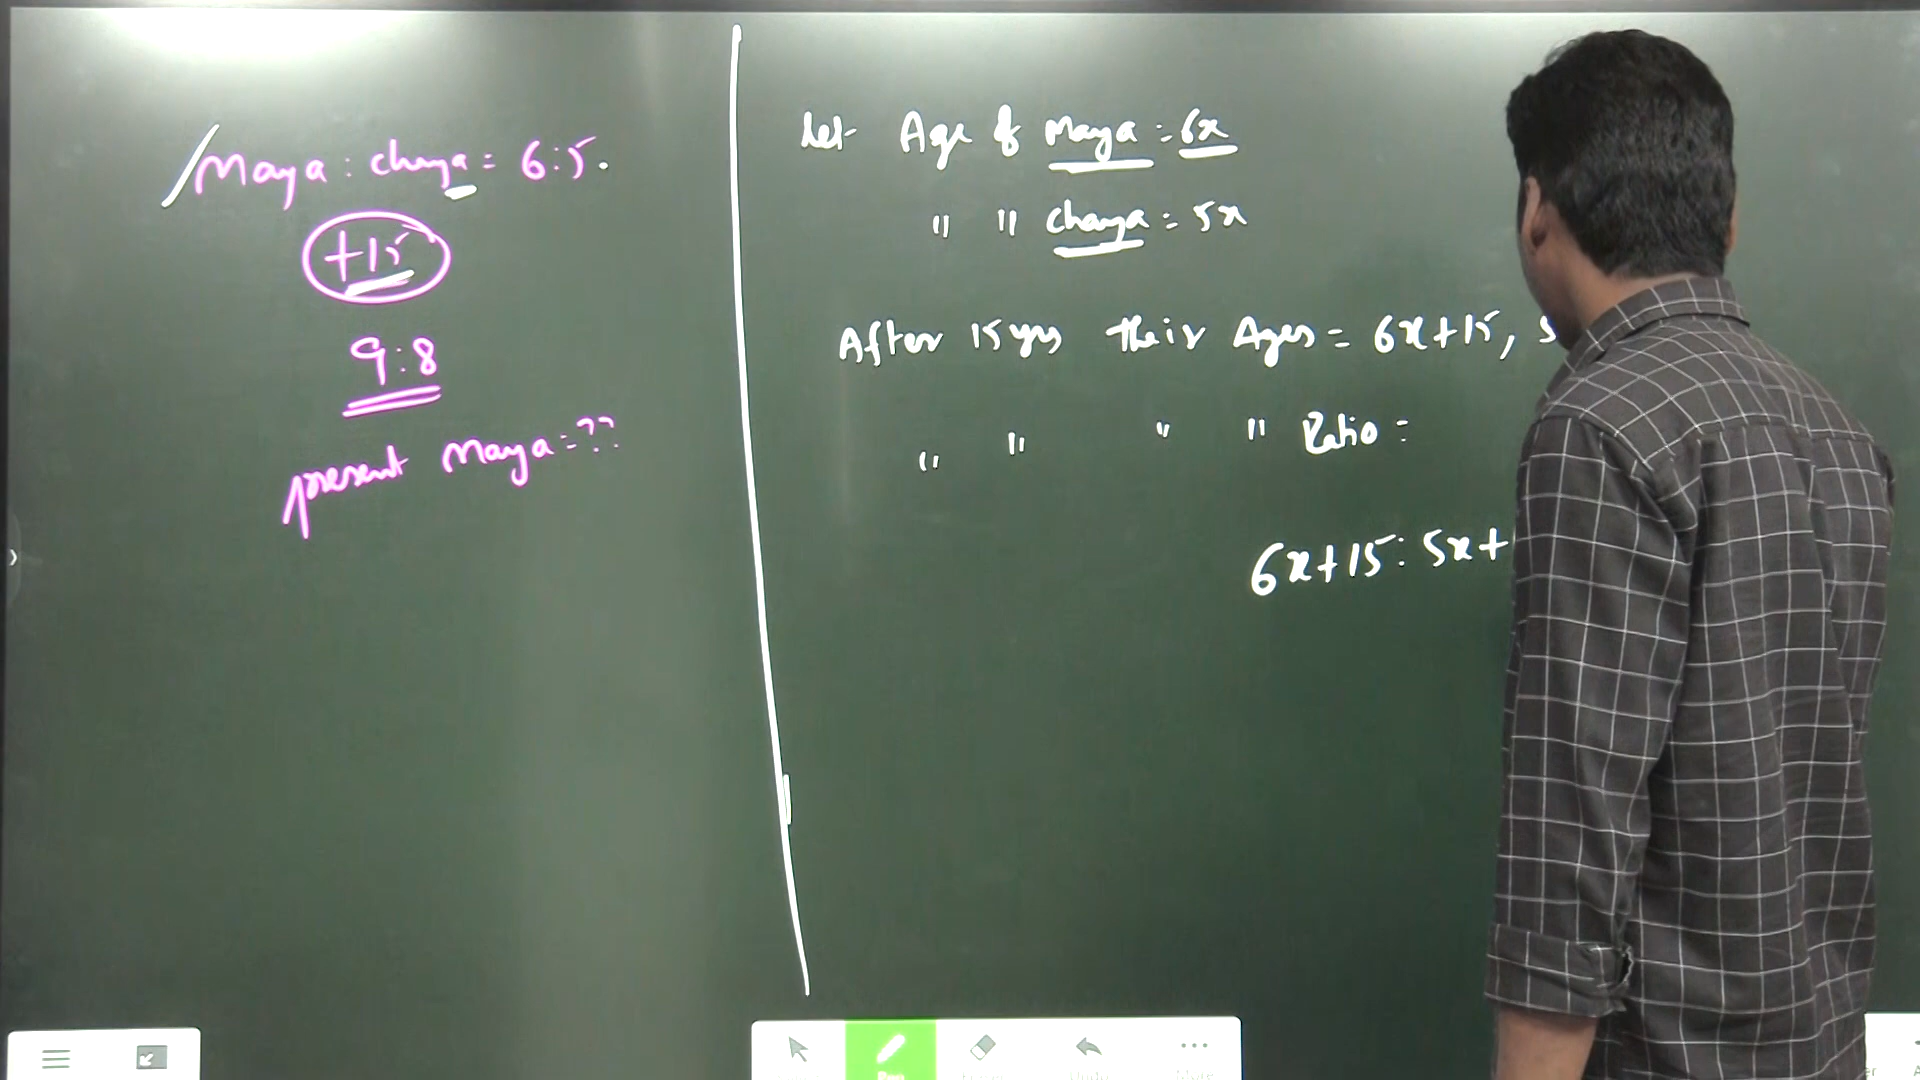 Maya : chaya = 6:5.
+15
9:8
present Maya = ??
let Age of Maya = 6x
" " chaya = 5x
After 15 yrs their Ages = 6x+15, 5
" " " " Ratio =
6x+15 : 5x+